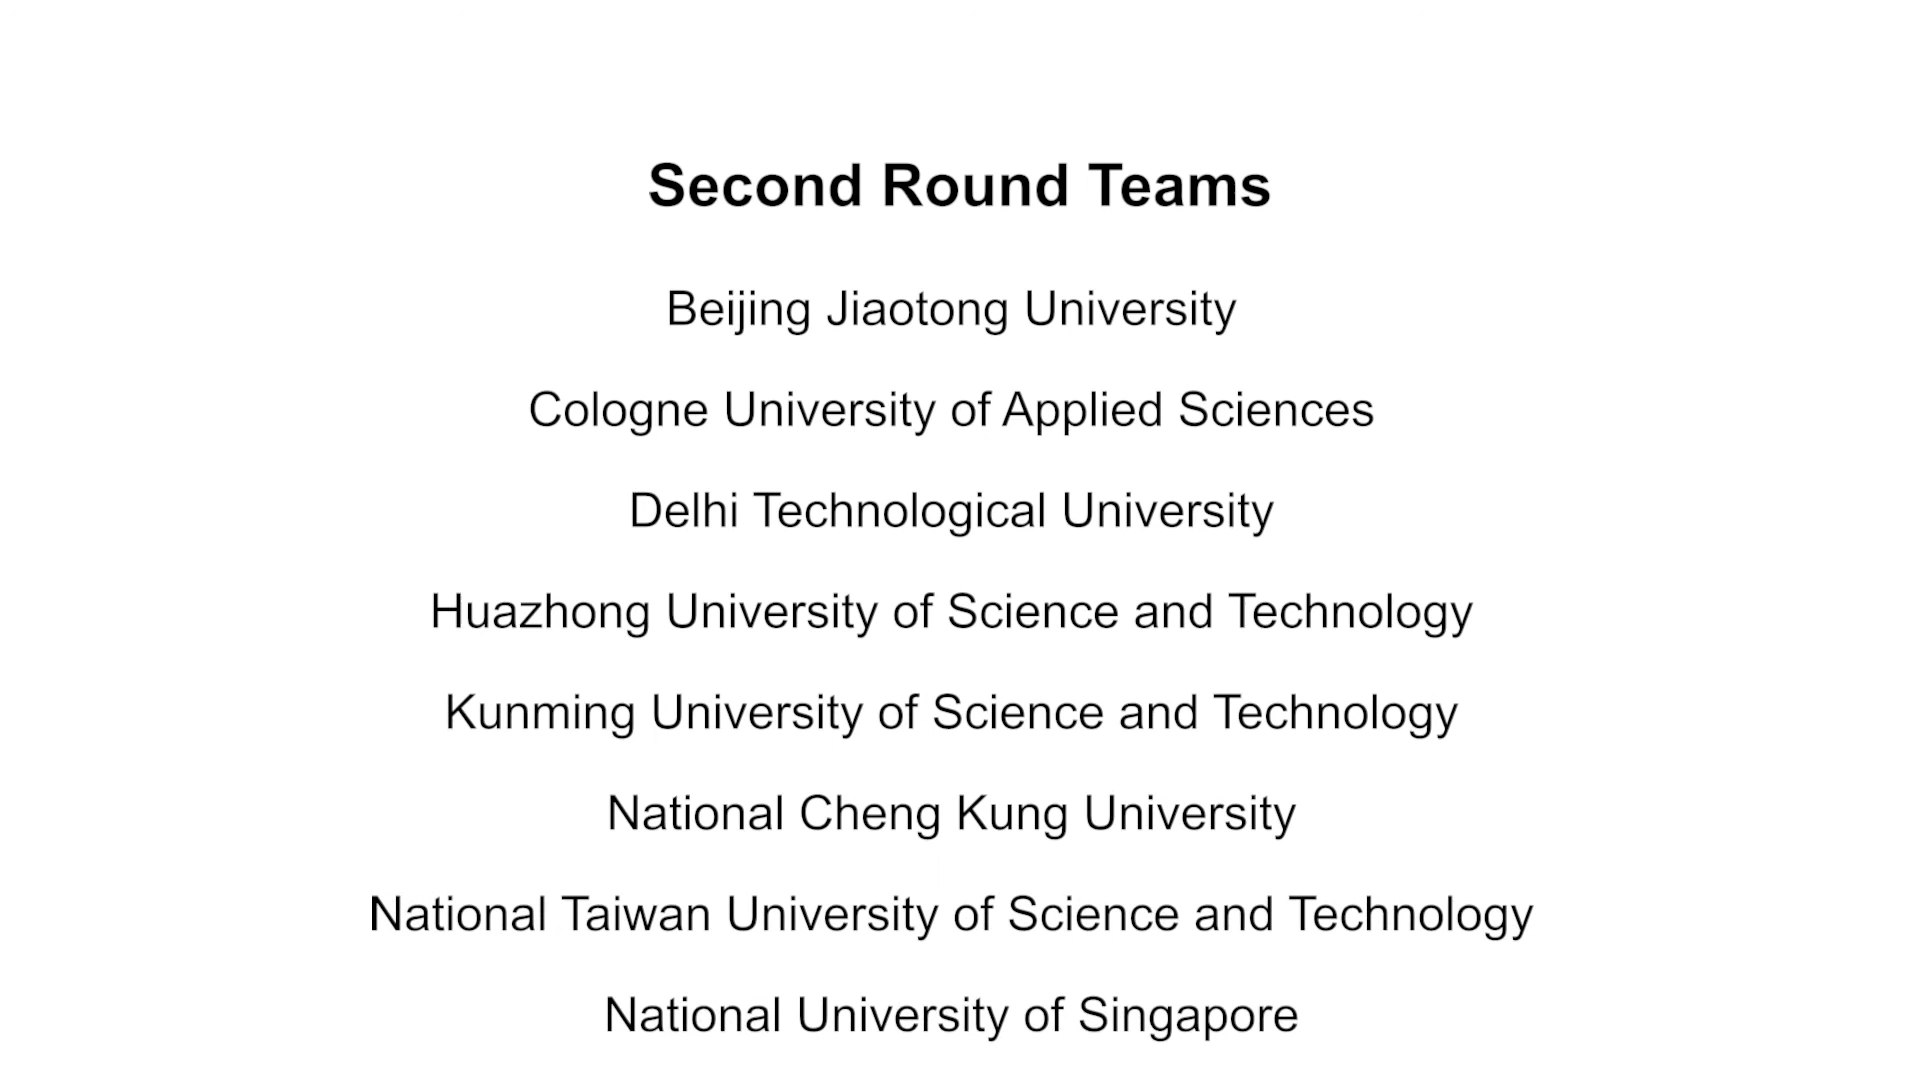 Second Round Teams
Beijing Jiaotong University
Cologne University of Applied Sciences
Delhi Technological University
Huazhong University of Science and Technology
Kunming University of Science and Technology
National Cheng Kung University
National Taiwan University of Science and Technology
National University of Singapore